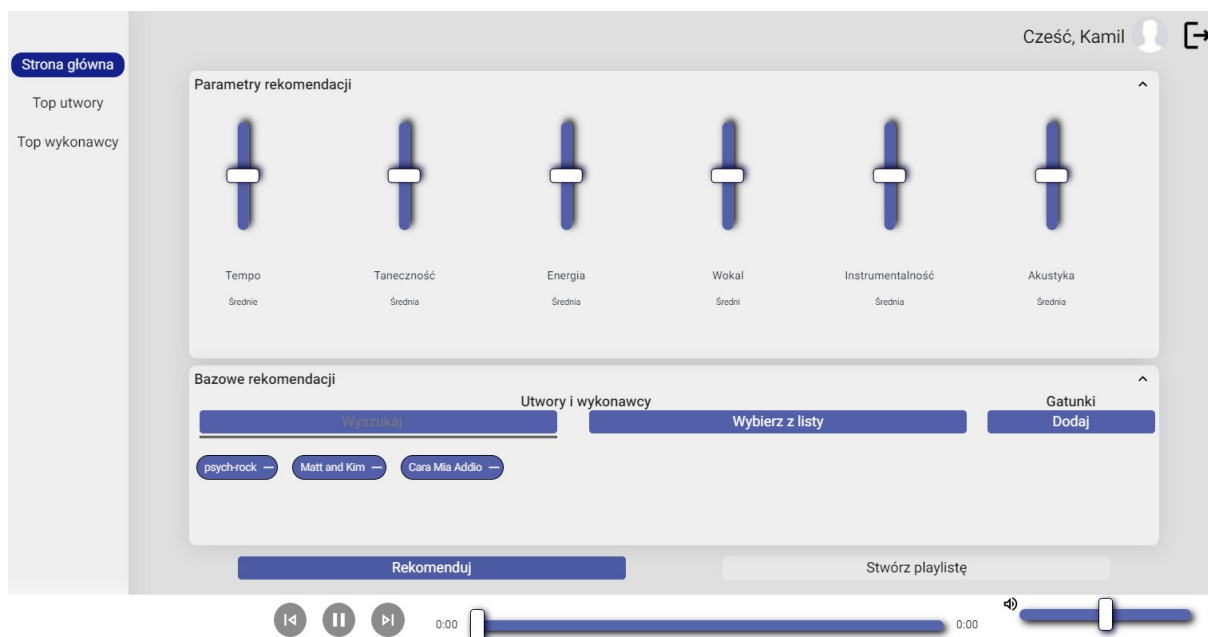 Cześć, Kamil
Strona główna
Top utwory
Top wykonawcy
Parametry rekomendacji
Tempo Taneczność Energia Wokal Instrumentalność Akustyka
Średnie Średnia Średnia Średni Średnia Średnia
Bazowe rekomendacji
Utwory i wykonawcy Gatunki
Wyszukaj Wybierz z listy Dodaj
psych-rock Matt and Kim Cara Mia Addio
Rekomenduj Stwórz playlistę
0:00 0:00